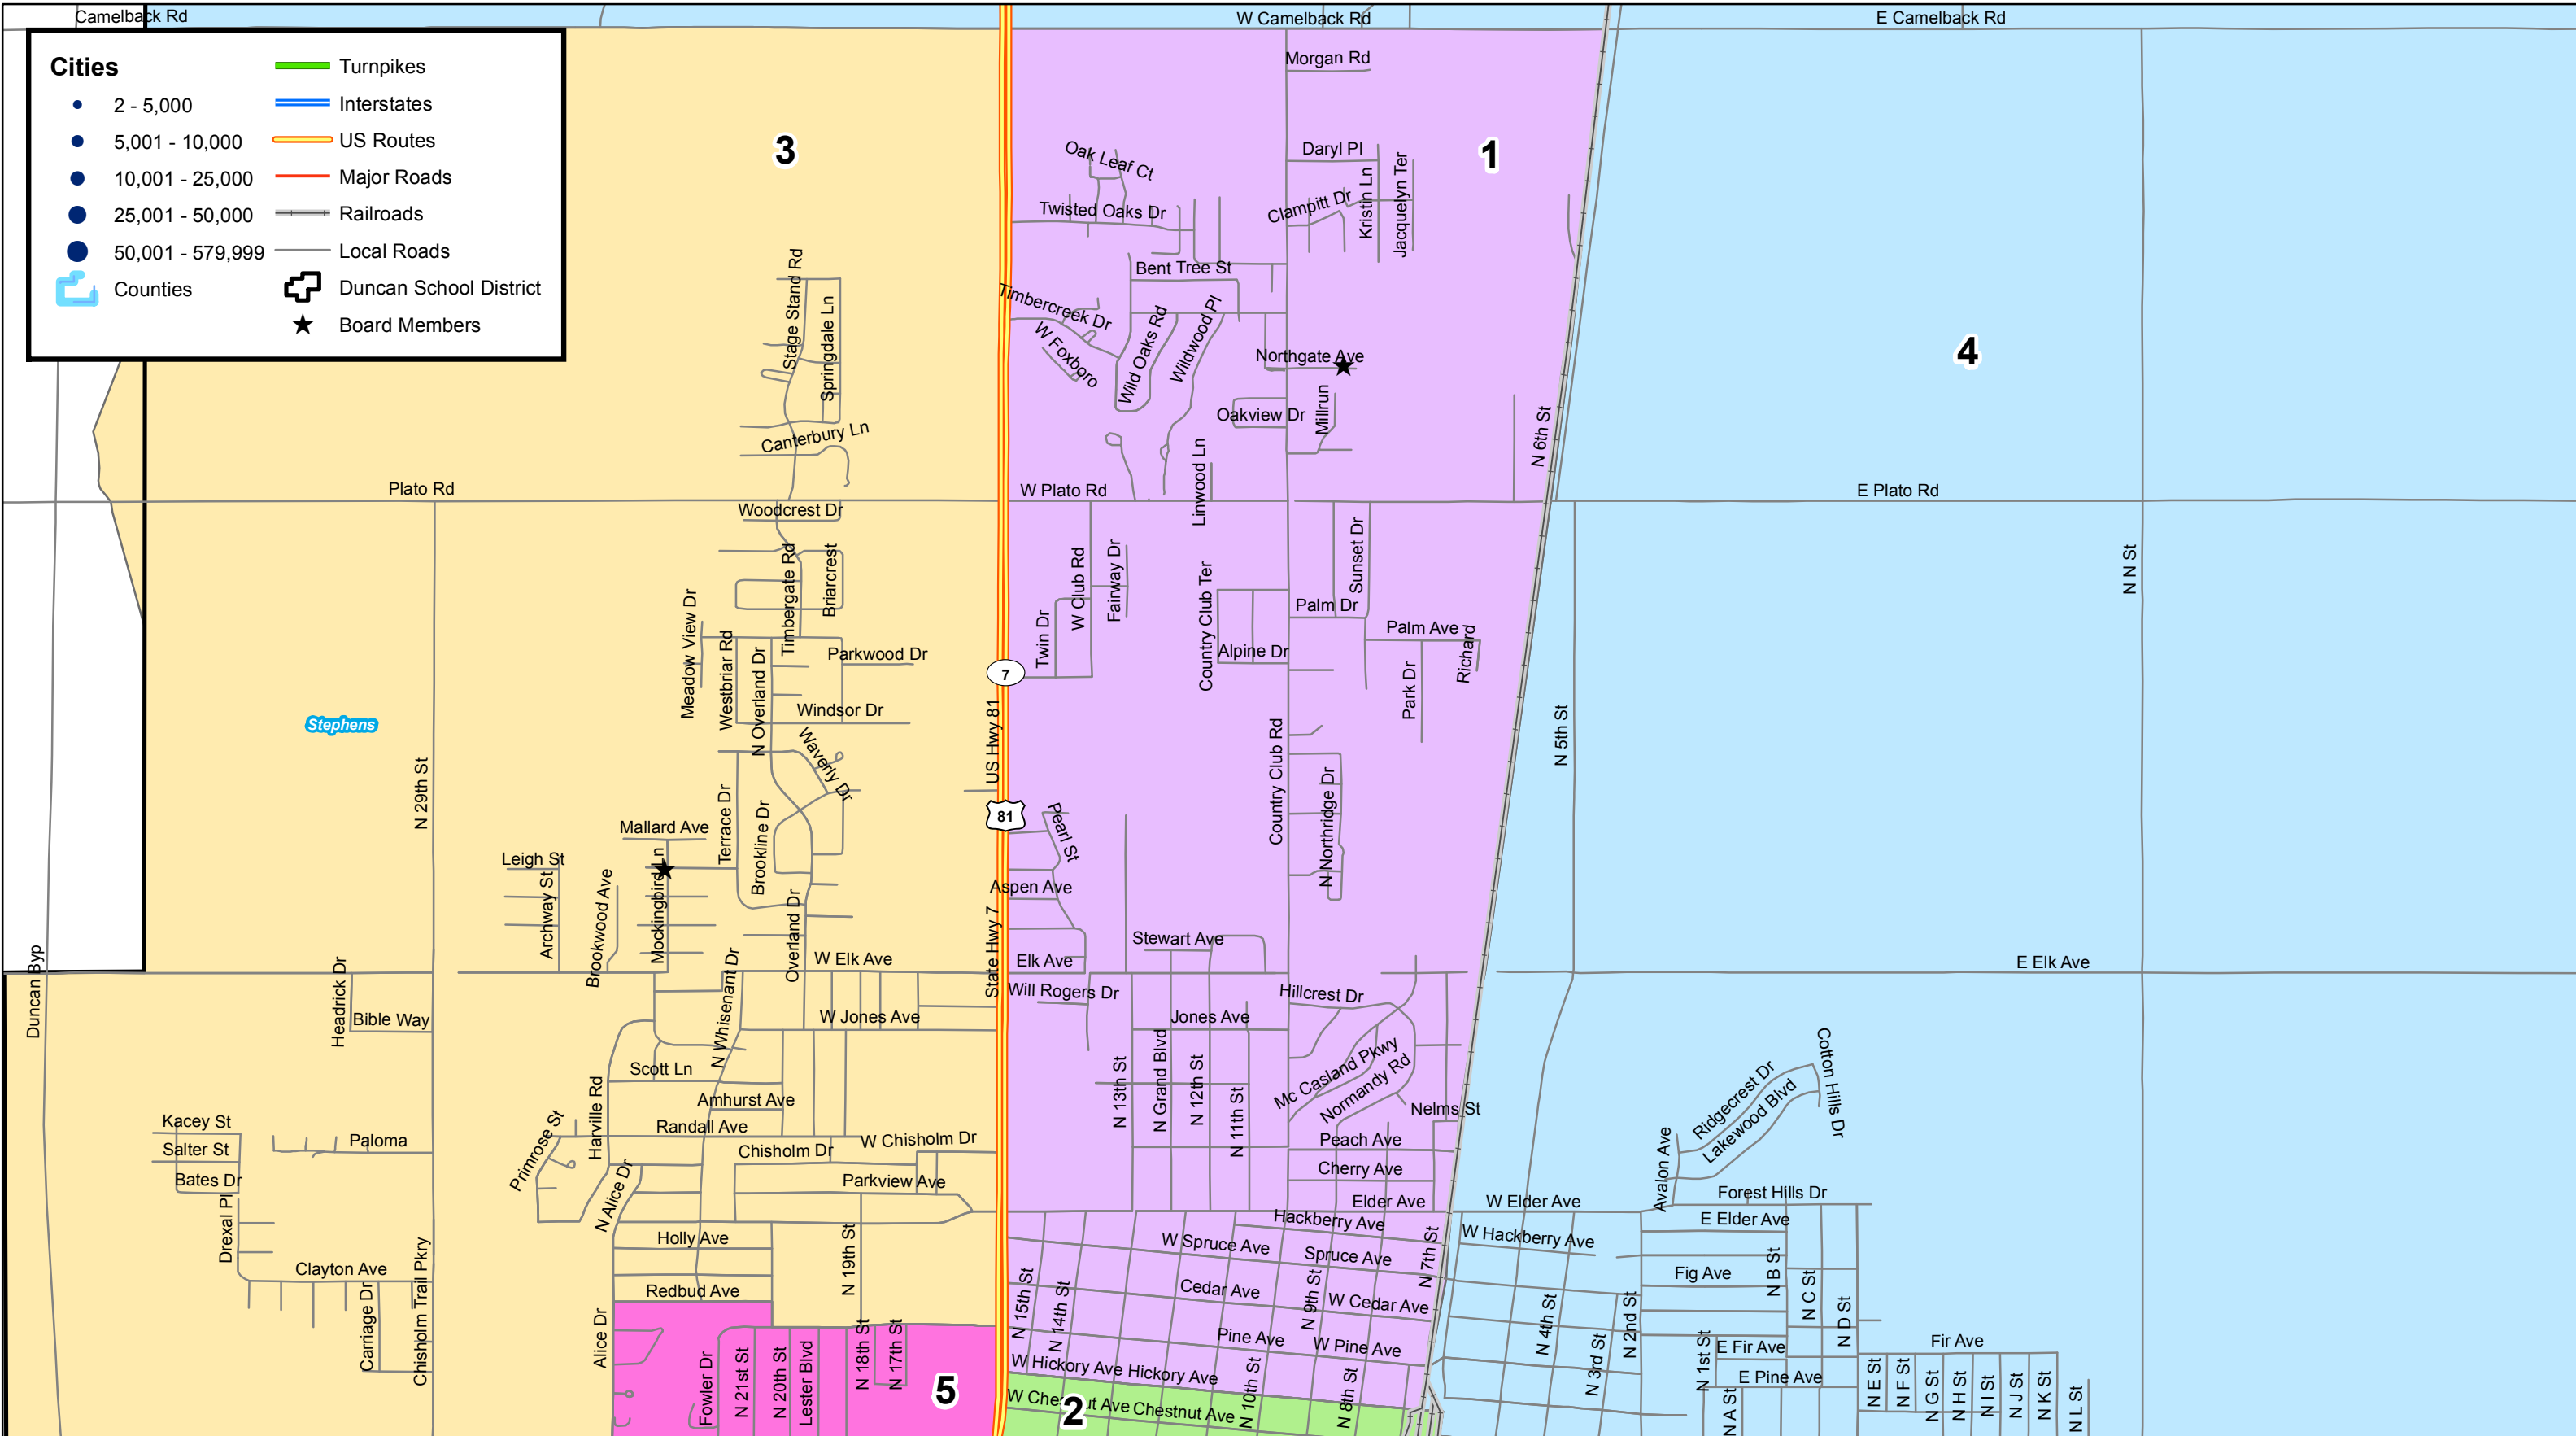 Camelback Rd
W Camelback Rd
E Camelback Rd
Cities
2 - 5,000
5,001 - 10,000
10,001 - 25,000
25,001 - 50,000
50,001 - 579,999
Counties
Turnpikes
Interstates
US Routes
Major Roads
Railroads
Local Roads
Duncan School District
Board Members
3
1
4
Morgan Rd
Oak Leaf Ct
Daryl Pl
Kristin Ln
Jacquelyn Ter
Twisted Oaks Dr
Clampitt Dr
Stage Stand Rd
Springdale Ln
Bent Tree St
Timbercreek Dr
W Foxboro
Wild Oaks Rd
Wildwood Pl
Northgate Ave
Oakview Dr
Millrun
N 6th St
Canterbury Ln
Linwood Ln
Plato Rd
W Plato Rd
E Plato Rd
Woodcrest Dr
Timbergate Rd
Briarcrest
W Club Rd
Fairway Dr
Sunset Dr
N N St
Country Club Ter
Palm Dr
Meadow View Dr
Westbriar Rd
N Overland Dr
Parkwood Dr
Twin Dr
Alpine Dr
Palm Ave
Richard
Park Dr
7
Windsor Dr
Stephens
US Hwy 81
N 5th St
Waverly Dr
N 29th St
Country Club Rd
N Northridge Dr
81
Pearl St
Terrace Dr
Brookline Dr
Mallard Ave
Leigh St
Archway St
Brookwood Ave
Mockingbird Ln
Aspen Ave
Overland Dr
State Hwy 7
Stewart Ave
Duncan Byp
Headrick Dr
W Elk Ave
Elk Ave
E Elk Ave
N Whisenant Dr
Will Rogers Dr
Hillcrest Dr
Bible Way
W Jones Ave
Jones Ave
Mc Casland Pkwy
Normandy Rd
N 13th St
N Grand Blvd
N 12th St
N 11th St
Scott Ln
Harville Rd
Amhurst Ave
Nelms St
Ridgecrest Dr
Lakewood Blvd
Cotton Hills Dr
Kacey St
Primrose St
Randall Ave
Paloma
Salter St
Chisholm Dr
W Chisholm Dr
Peach Ave
Avalon Ave
Bates Dr
N Alice Dr
Parkview Ave
Cherry Ave
Drexal Pl
Elder Ave
W Elder Ave
Forest Hills Dr
E Elder Ave
Hackberry Ave
W Hackberry Ave
Holly Ave
N 19th St
W Spruce Ave
Spruce Ave
N 7th St
Clayton Ave
Chisholm Trail Pkry
Redbud Ave
N 15th St
N 14th St
Cedar Ave
N 9th St
W Cedar Ave
Fig Ave
N B St
N C St
N D St
Carriage Dr
Alice Dr
N 4th St
N 3rd St
N 2nd St
N 1st St
Fowler Dr
N 21st St
N 20th St
Lester Blvd
N 18th St
N 17th St
Pine Ave
W Pine Ave
E Fir Ave
Fir Ave
W Hickory Ave
Hickory Ave
N 10th St
N 8th St
E Pine Ave
5
2
Chestnut Ave
N A St
N E St
N F St
N G St
N H St
N I St
N J St
N K St
N L St